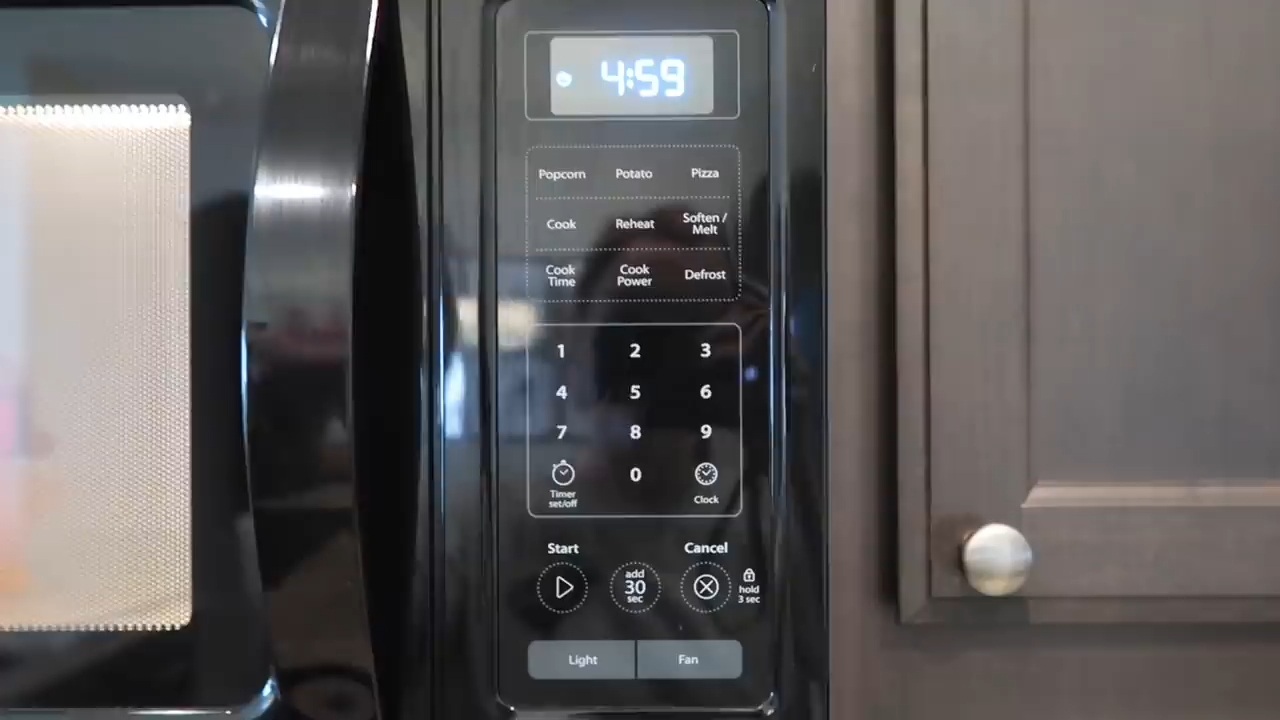 4:59
Popcorn Potato Pizza
Cook Reheat Soften /
Melt
Cook Cook Defrost
Time Power
1 2 3
4 5 6
7 8 9
0
Timer Clock
set/off
Start Cancel
add
30
sec
hold
3 sec
Light Fan